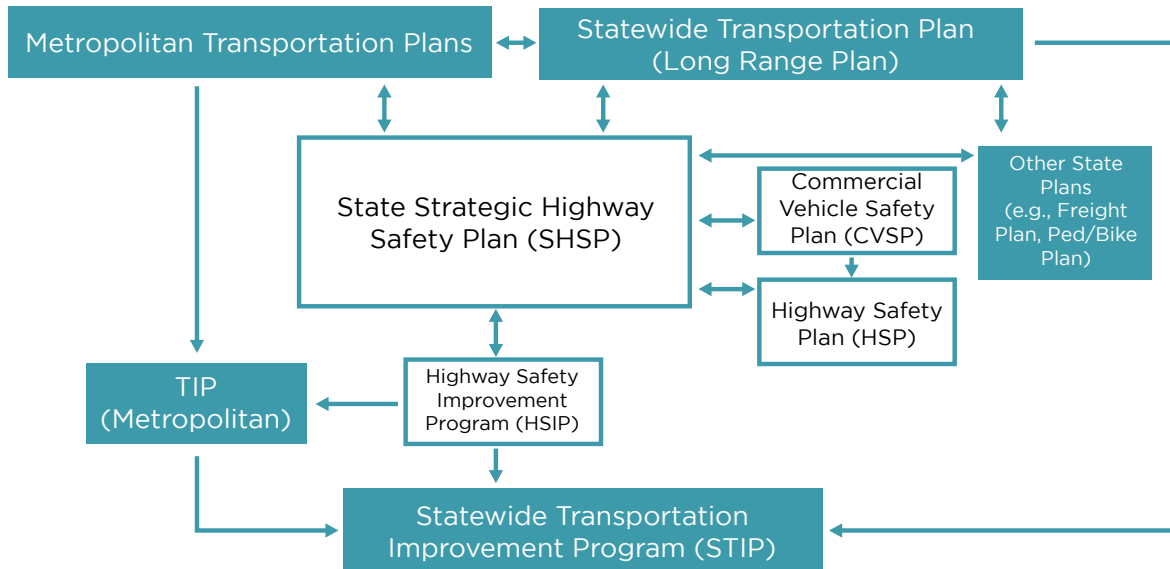 Metropolitan Transportation Plans
Statewide Transportation Plan
(Long Range Plan)
State Strategic Highway
Safety Plan (SHSP)
Commercial
Vehicle Safety
Plan (CVSP)
Other State
Plans
(e.g., Freight
Plan, Ped/Bike
Plan)
Highway Safety
Plan (HSP)
TIP
(Metropolitan)
Highway Safety
Improvement
Program (HSIP)
Statewide Transportation
Improvement Program (STIP)